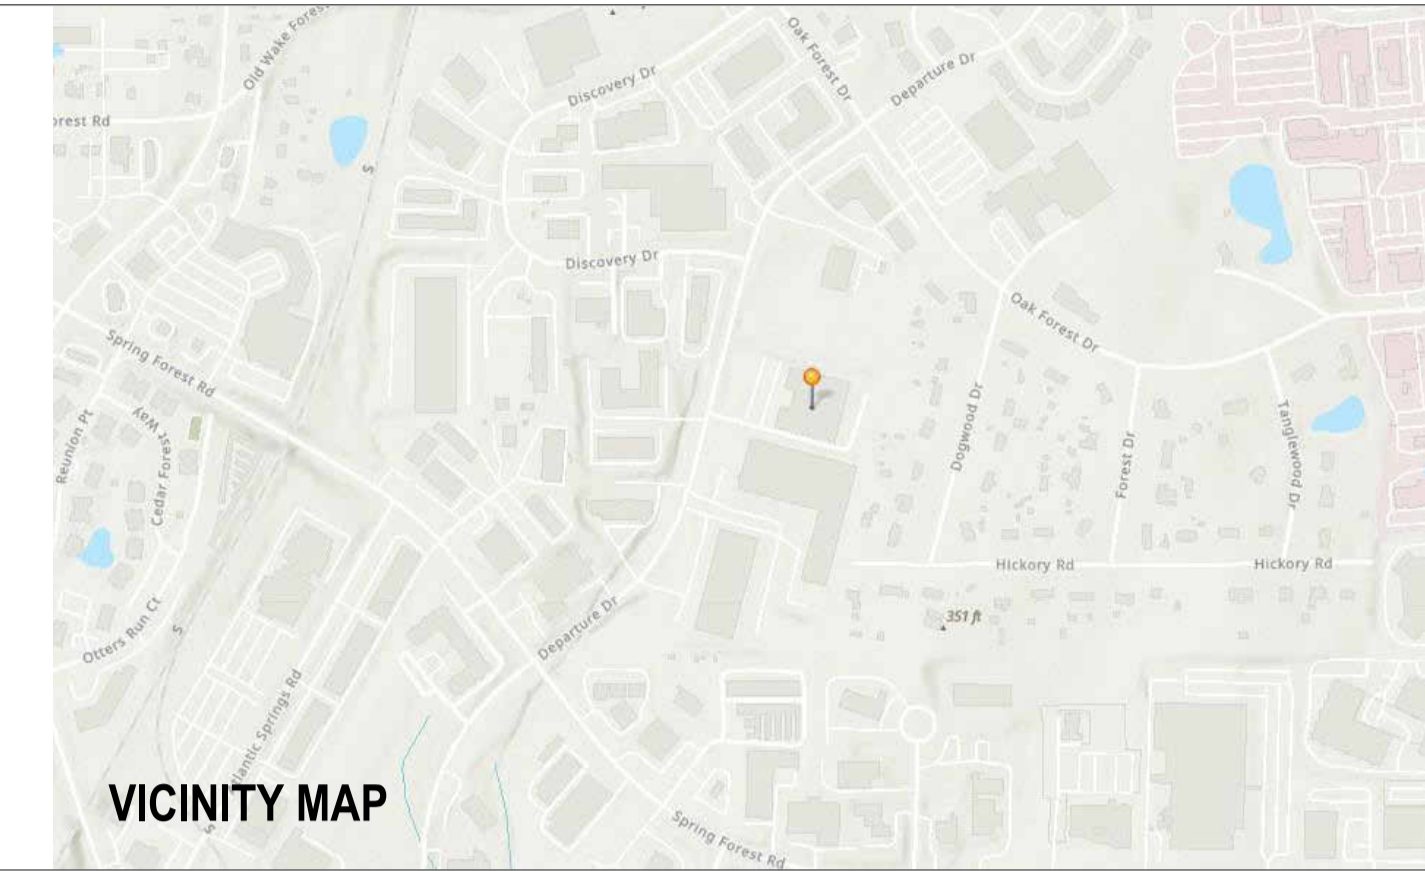 Old Wake Forest
Oak Forest Dr
Departure Dr
Discovery Dr
orest Rd
S
Discovery Dr
Oak Forest Dr
Spring Forest Rd
Reunion Pt
Cedar Forest Way
Dogwood Dr
Forest Dr
Tanglewood Dr
Hickory Rd
Hickory Rd
Otters Run Ct
S
Departure Dr
351 ft
tlantic Springs Rd
VICINITY MAP
S
Spring Forest Rd